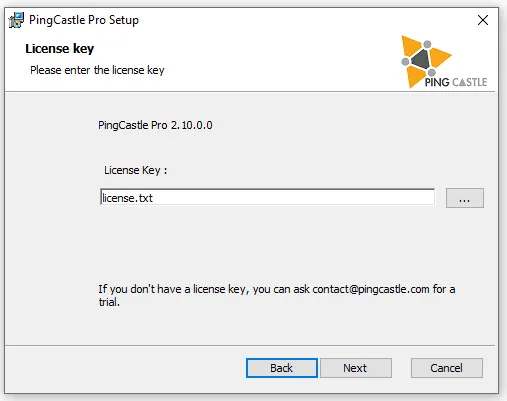 PingCastle Pro Setup
License key
Please enter the license key
PING CASTLE
PingCastle Pro 2.10.0.0
License Key :
license.txt
...
If you don't have a license key, you can ask contact@pingcastle.com for a
trial.
Back
Next
Cancel